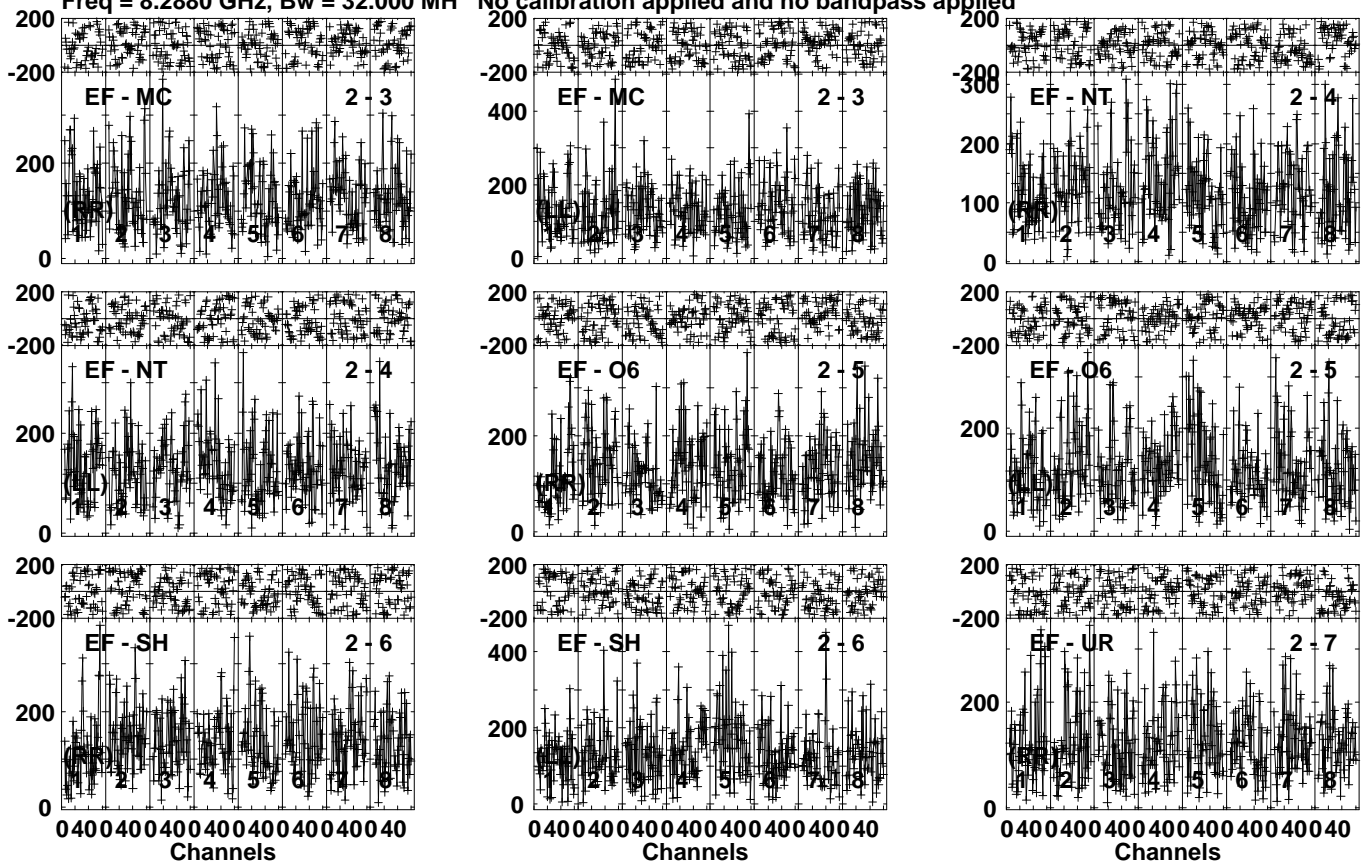 Freq = 8.2880 GHz, Bw = 32.000 MH No calibration applied and no bandpass applied
200
-200
EF - MC 2 - 3
200
0
(RR)
1 2 3 4 5 6 7 8
200
-200
EF - MC 2 - 3
400
200
0
(LL)
1 2 3 4 5 6 7 8
200
-200
EF - NT 2 - 4
300
200
100
0
(RR)
1 2 3 4 5 6 7 8
200
-200
EF - NT 2 - 4
200
0
(LL)
1 2 3 4 5 6 7 8
200
-200
EF - O6 2 - 5
200
0
(RR)
1 2 3 4 5 6 7 8
200
-200
EF - O6 2 - 5
200
0
(LL)
1 2 3 4 5 6 7 8
200
-200
EF - SH 2 - 6
200
0
(RR)
1 2 3 4 5 6 7 8
0 40 0 40 0 40 0 40 0 40 0 40 0 40 0 40
Channels
200
-200
EF - SH 2 - 6
400
200
0
(LL)
1 2 3 4 5 6 7 8
0 40 0 40 0 40 0 40 0 40 0 40 0 40 0 40
Channels
200
-200
EF - UR 2 - 7
200
0
(RR)
1 2 3 4 5 6 7 8
0 40 0 40 0 40 0 40 0 40 0 40 0 40 0 40
Channels